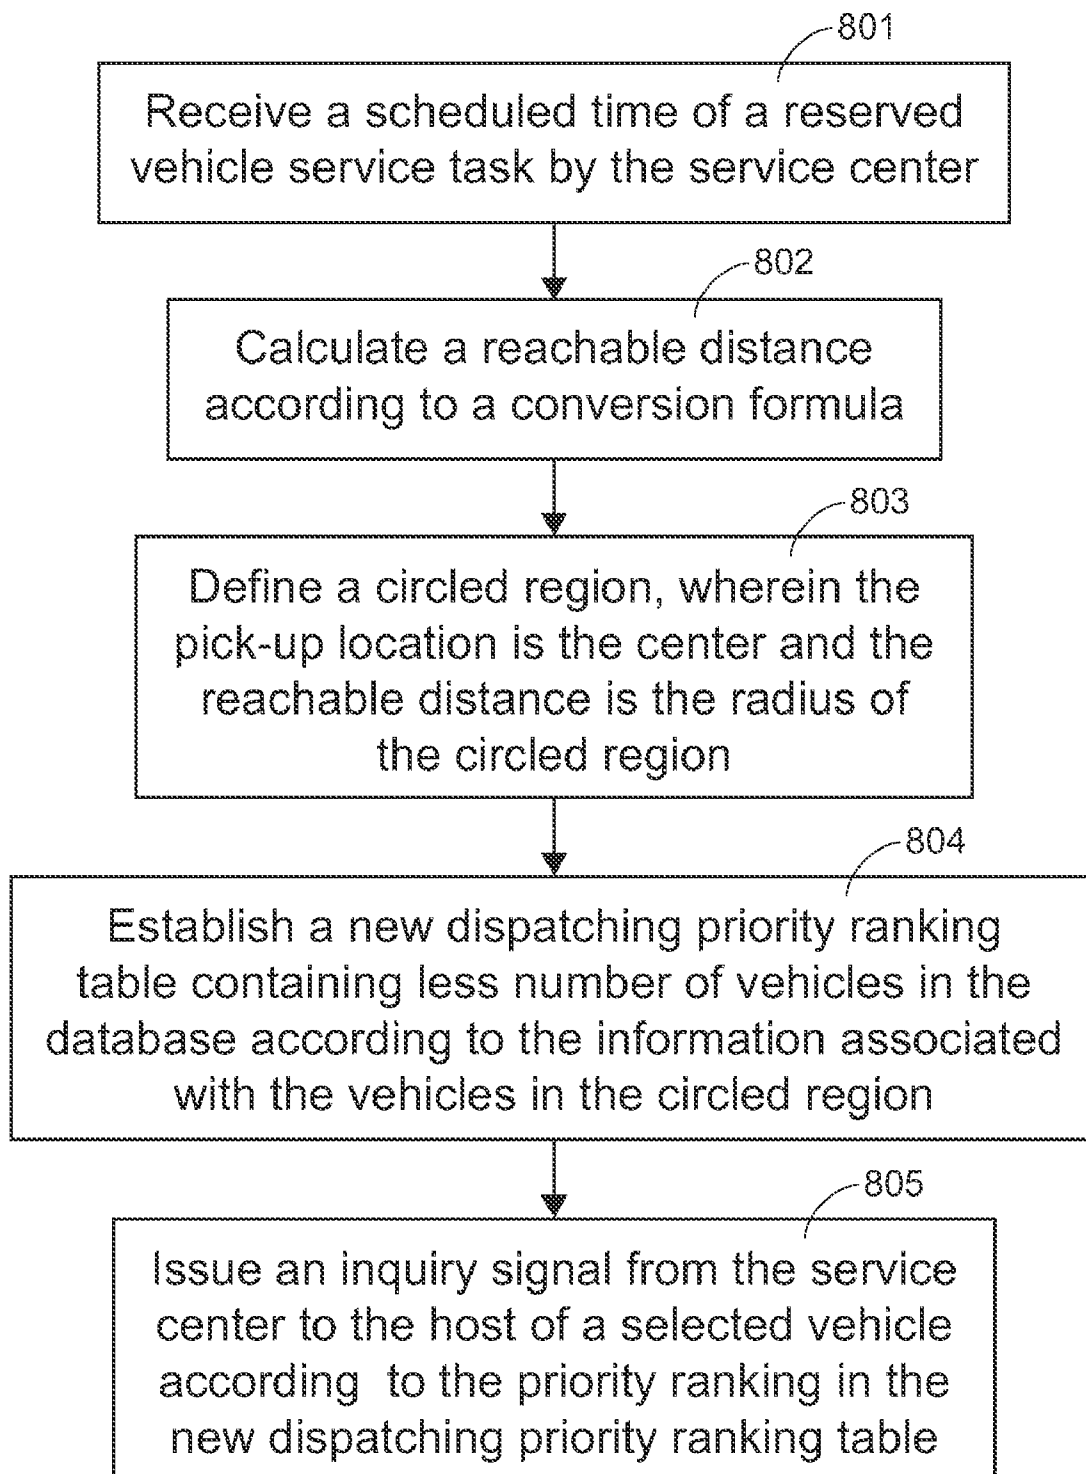 801
Receive a scheduled time of a reserved
vehicle service task by the service center
802
Calculate a reachable distance
according to a conversion formula
803
Define a circled region, wherein the
pick-up location is the center and the
reachable distance is the radius of
the circled region
804
Establish a new dispatching priority ranking
table containing less number of vehicles in the
database according to the information associated
with the vehicles in the circled region
805
Issue an inquiry signal from the service
center to the host of a selected vehicle
according to the priority ranking in the
new dispatching priority ranking table